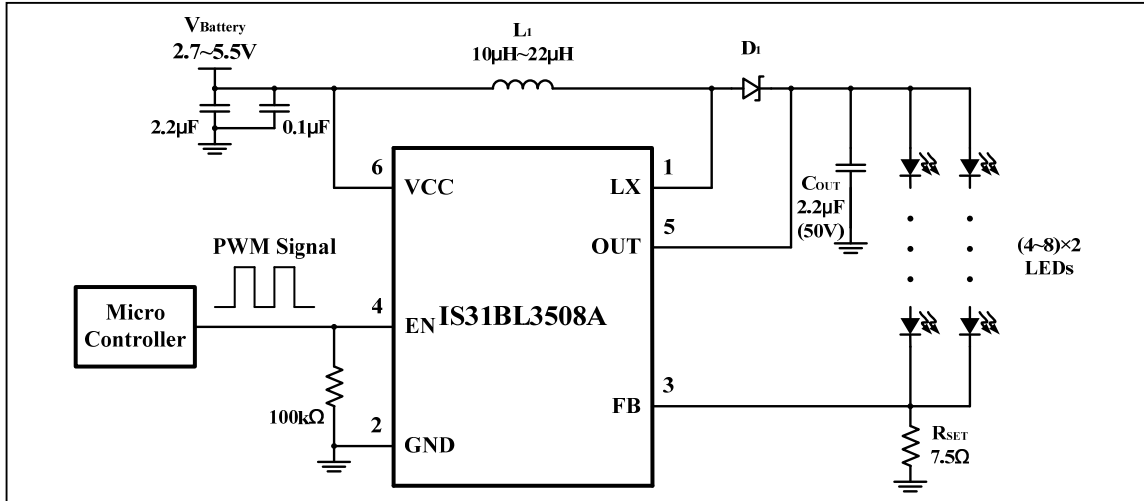 VBattery
2.7~5.5V
L1
10µH~22µH
D1
2.2µF
0.1µF
6
VCC
1
LX
COUT
2.2µF
(50V)
5
OUT
PWM Signal
(4~8)×2
LEDs
Micro
Controller
4
EN
IS31BL3508A
3
FB
100kΩ
2
GND
RSET
7.5Ω